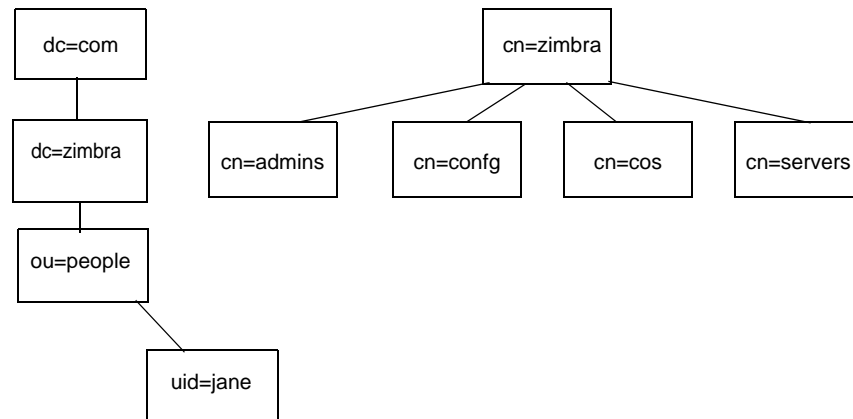 dc=com
cn=zimbra
dc=zimbra
cn=admins
cn=confg
cn=cos
cn=servers
ou=people
uid=jane